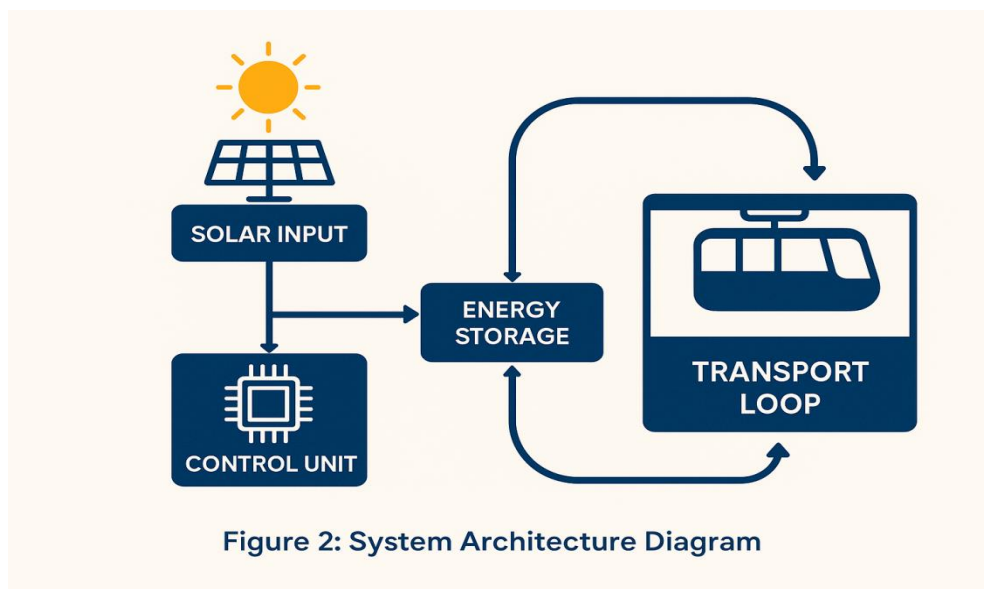 SOLAR INPUT
ENERGY
STORAGE
TRANSPORT
LOOP
CONTROL UNIT
Figure 2: System Architecture Diagram